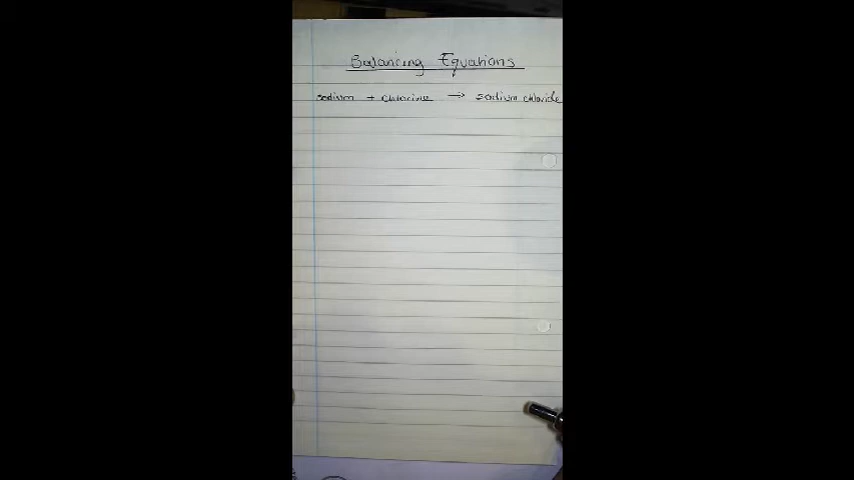 Balancing Equations
sodium + chlorine → sodium chloride